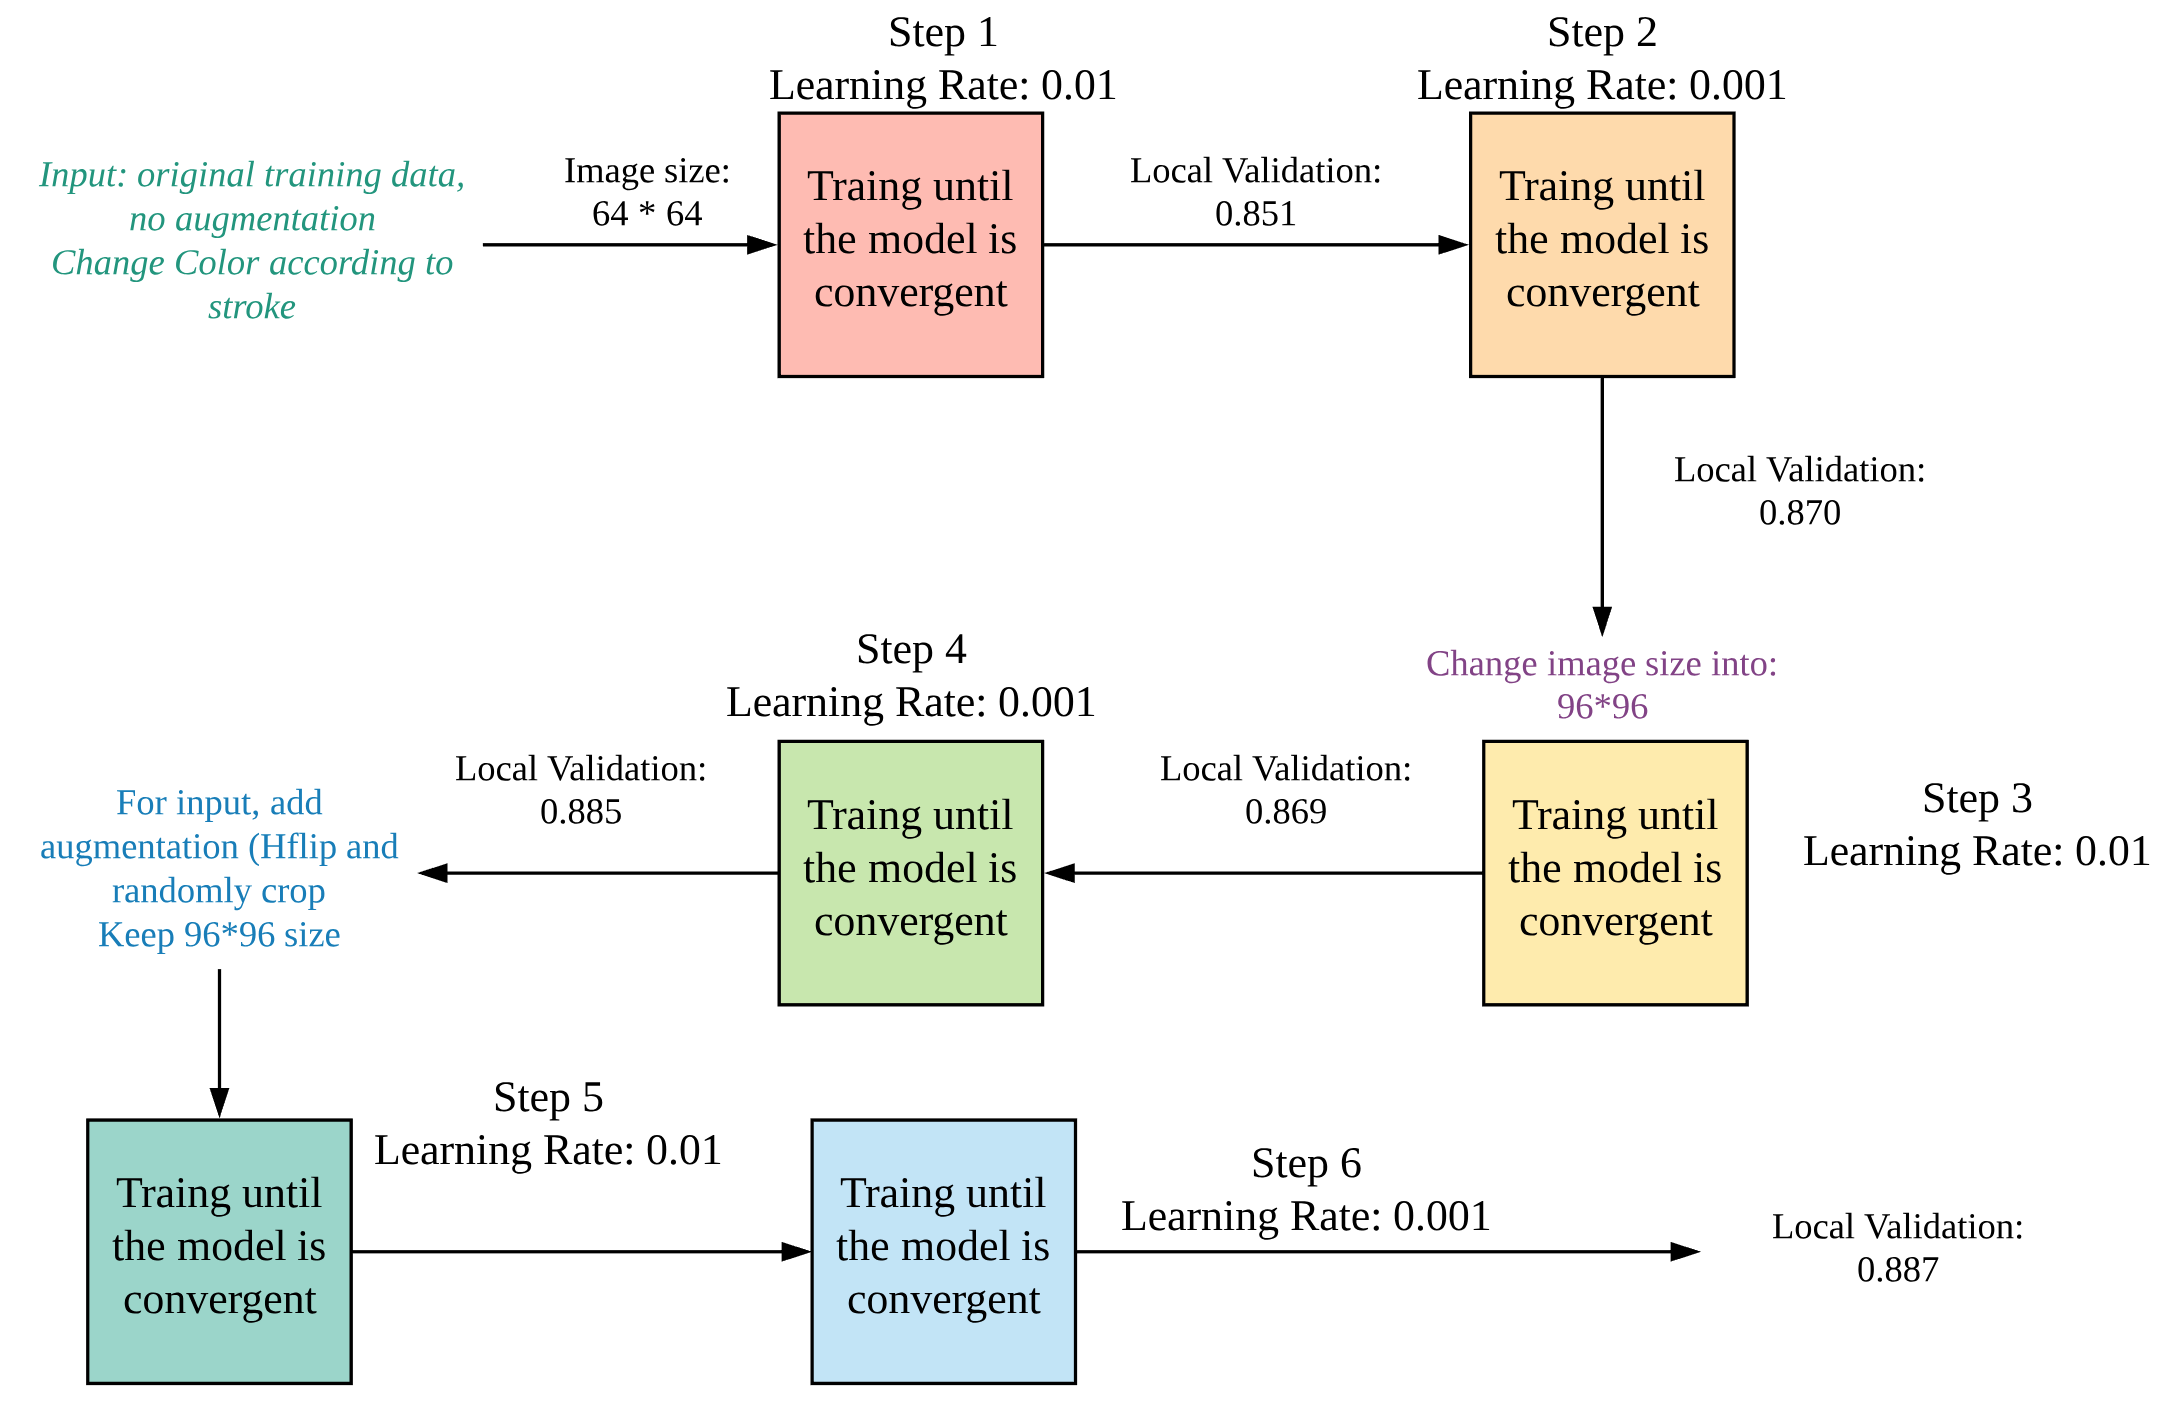 Step 1
Learning Rate: 0.01
Step 2
Learning Rate: 0.001
Input: original training data,
no augmentation
Change Color according to
stroke
Image size:
64 * 64
Traing until
the model is
convergent
Local Validation:
0.851
Traing until
the model is
convergent
Local Validation:
0.870
Change image size into:
96*96
Step 3
Learning Rate: 0.01
Traing until
the model is
convergent
Local Validation:
0.869
Step 4
Learning Rate: 0.001
Traing until
the model is
convergent
Local Validation:
0.885
For input, add
augmentation (Hflip and
randomly crop
Keep 96*96 size
Traing until
the model is
convergent
Step 5
Learning Rate: 0.01
Traing until
the model is
convergent
Step 6
Learning Rate: 0.001
Local Validation:
0.887